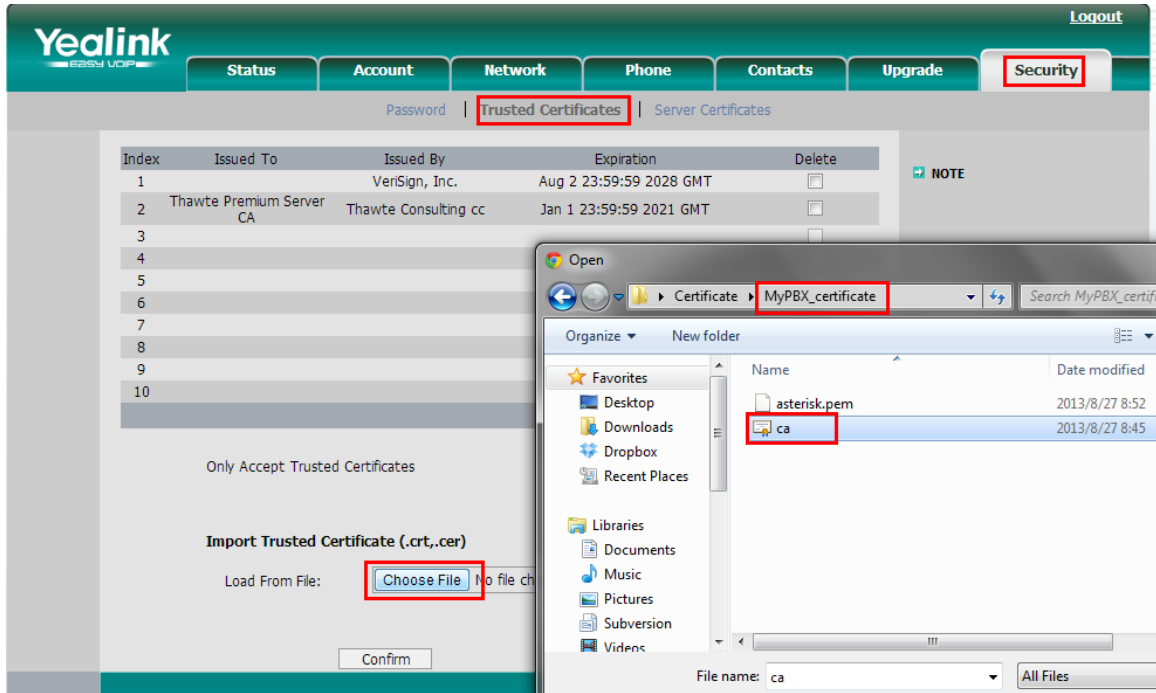 Logout
Yealink
EASY VOIP
Status Account Network Phone Contacts Upgrade Security
Password | Trusted Certificates | Server Certificates
Index Issued To Issued By Expiration Delete
NOTE
1 VeriSign, Inc. Aug 2 23:59:59 2028 GMT
2 Thawte Premium Server CA Thawte Consulting cc Jan 1 23:59:59 2021 GMT
3
4
5
6
7
8
9
10
Only Accept Trusted Certificates
Import Trusted Certificate (.crt,.cer)
Load From File: Choose File No file ch
Confirm
Open
Certificate MyPBX_certificate Search MyPBX_certifi
Organize New folder
Favorites
Desktop
Downloads
Dropbox
Recent Places
Libraries
Documents
Music
Pictures
Subversion
Videos
Name Date modified
asterisk.pem 2013/8/27 8:52
ca 2013/8/27 8:45
File name: ca All Files